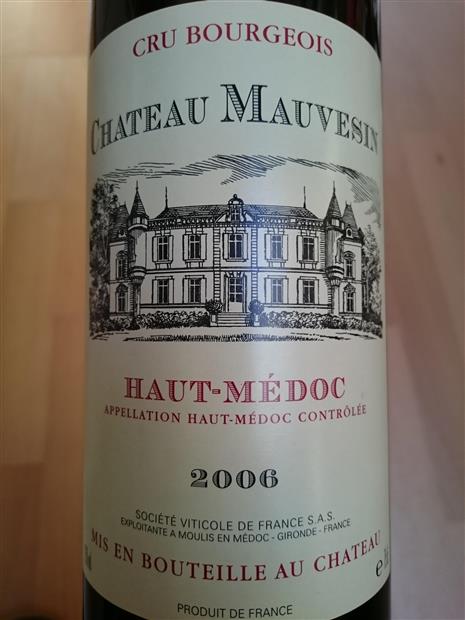 CRU BOURGEOIS
CHATEAU MAUVESIN
HAUT-MÉDOC
APPELLATION HAUT-MÉDOC CONTRÔLÉE
2006
SOCIÉTÉ VITICOLE DE FRANCE S.A.S.
EXPLOITANTE A MOULIS EN MÉDOC - GIRONDE - FRANCE
MIS EN BOUTEILLE AU CHATEAU
e
PRODUIT DE FRANCE